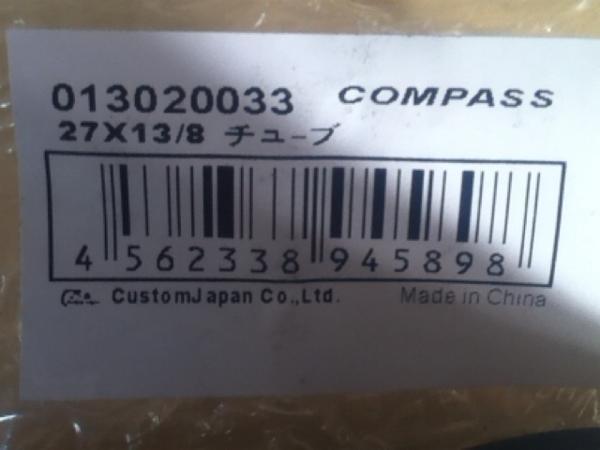 013020033 COMPASS
27X13/8 チューブ
4 562338 945898
CustomJapan Co.,Ltd. Made in China